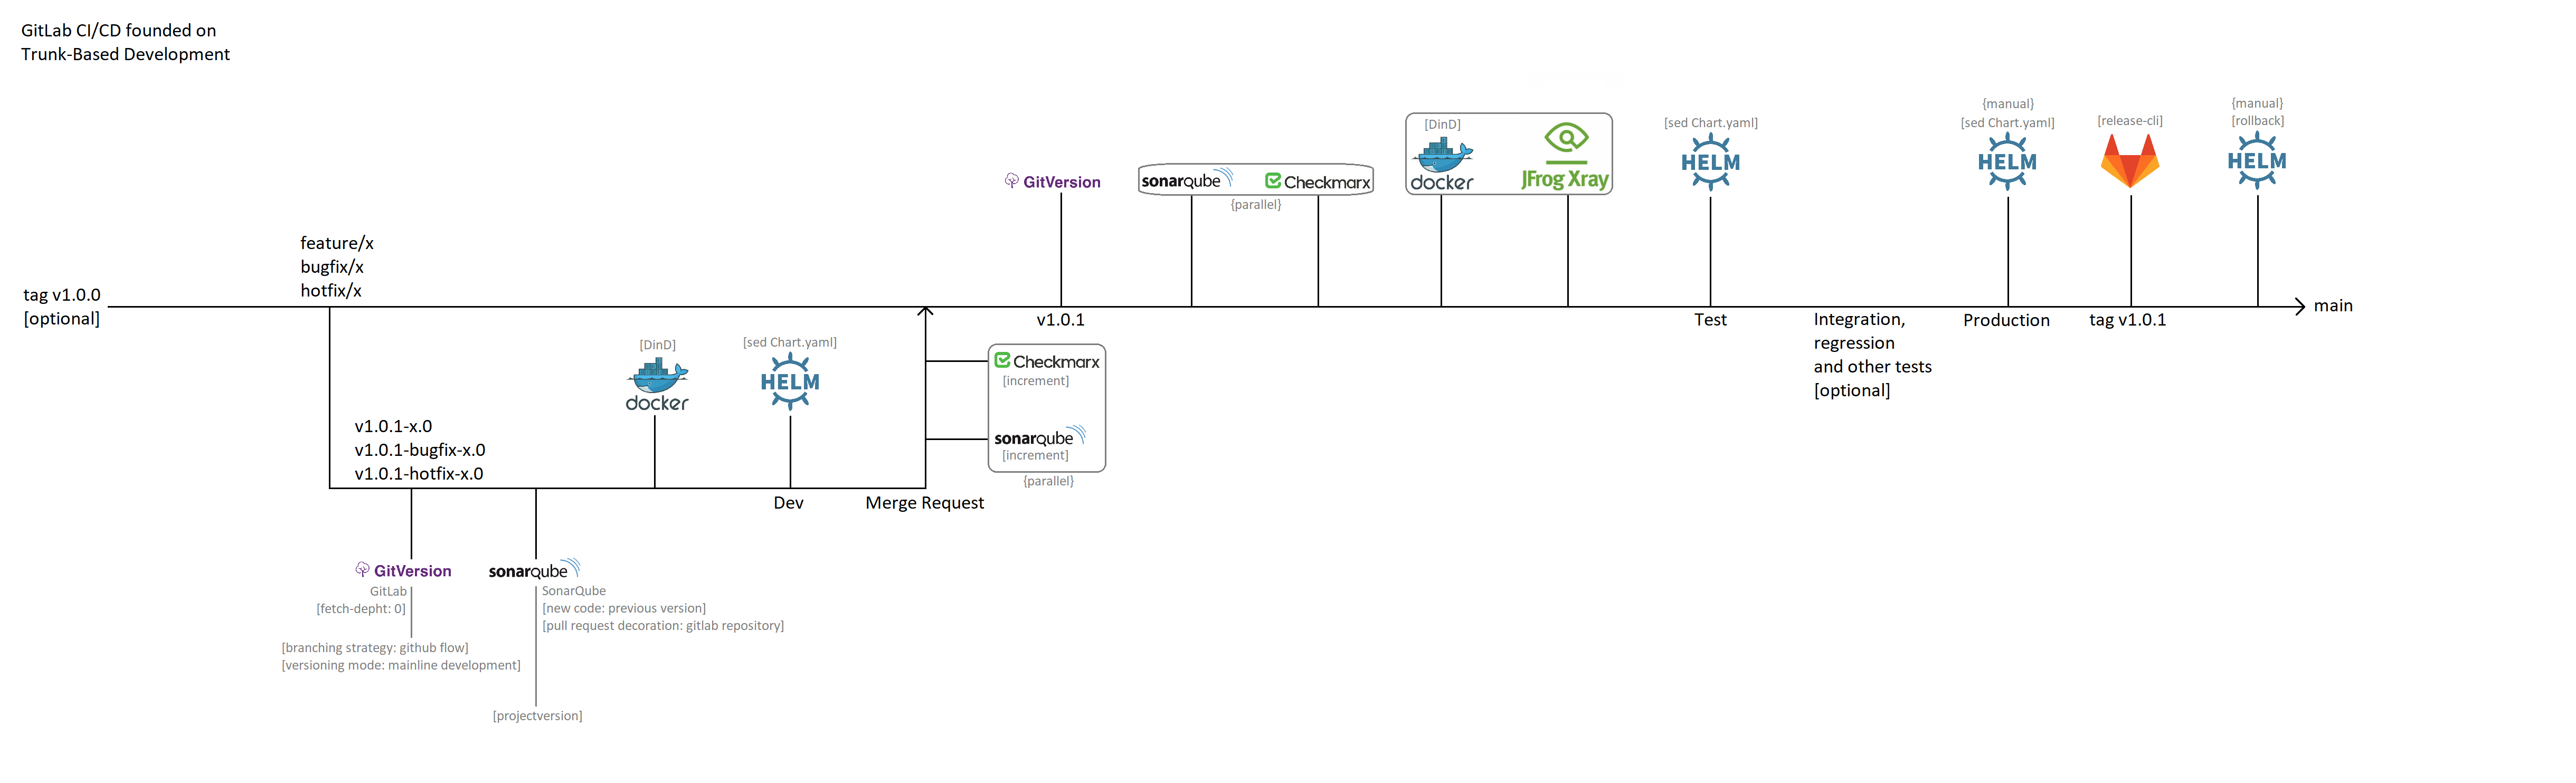 GitLab CI/CD founded on
Trunk-Based Development
tag v1.0.0
[optional]
feature/x
bugfix/x
hotfix/x
v1.0.1-x.0
v1.0.1-bugfix-x.0
v1.0.1-hotfix-x.0
GitVersion
GitLab
[fetch-depht: 0]
[branching strategy: github flow]
[versioning mode: mainline development]
sonarqube
SonarQube
[new code: previous version]
[pull request decoration: gitlab repository]
[projectversion]
[DinD]
docker
[sed Chart.yaml]
HELM
Dev
Merge Request
Checkmarx
[increment]
sonarqube
[increment]
{parallel}
GitVersion
v1.0.1
sonarqube
Checkmarx
{parallel}
[DinD]
docker
JFrog Xray
[sed Chart.yaml]
HELM
Test
Integration,
regression
and other tests
[optional]
{manual}
[sed Chart.yaml]
HELM
Production
[release-cli]
tag v1.0.1
{manual}
[rollback]
HELM
main